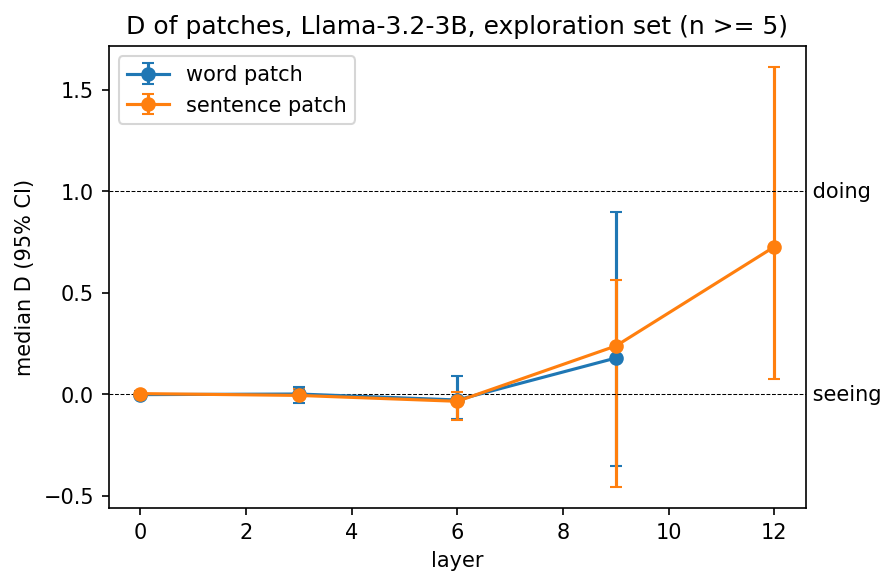 D of patches, Llama-3.2-3B, exploration set (n >= 5)
word patch
sentence patch
median D (95% CI)
1.5
1.0
0.5
0.0
−0.5
doing
seeing
0
2
4
6
8
10
12
layer